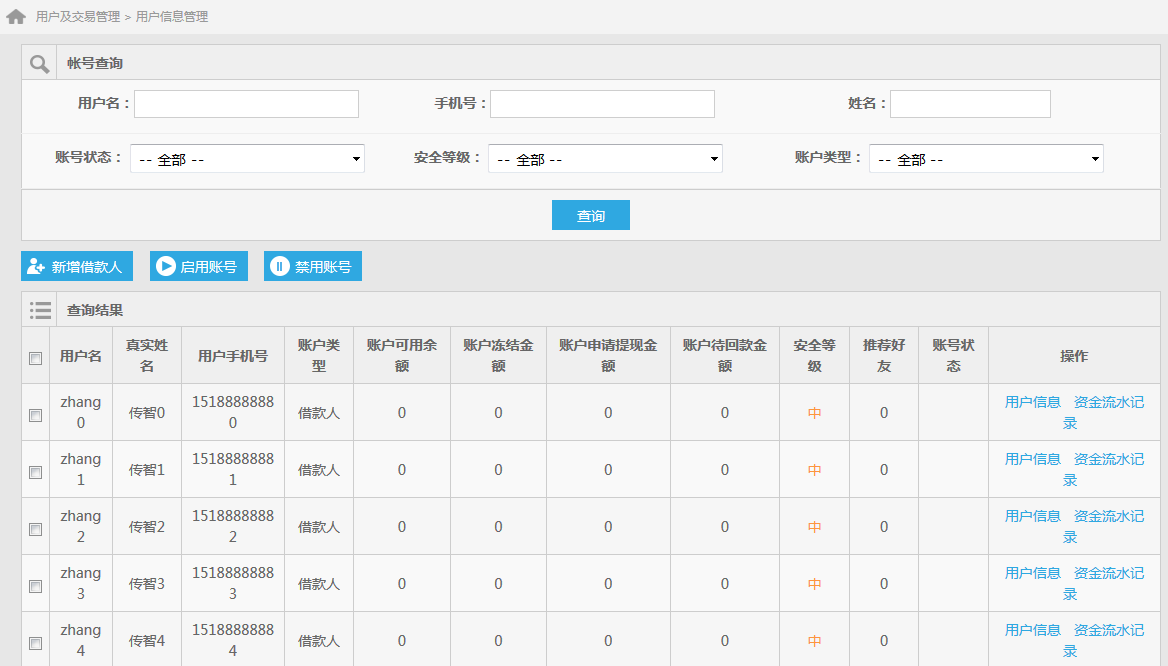 用户及交易管理 > 用户信息管理
帐号查询
用户名： 手机号： 姓名：
账号状态： -- 全部 -- 安全等级： -- 全部 -- 账户类型： -- 全部 --
查询
新增借款人 启用账号 禁用账号
查询结果
用户名 真实姓名 用户手机号 账户类型 账户可用余额 账户冻结金额 账户申请提现金额 账户待回款金额 安全等级 推荐好友 账号状态 操作
zhang0 传智0 15188888880 借款人 0 0 0 0 中 0 用户信息 资金流水记录
zhang1 传智1 15188888881 借款人 0 0 0 0 中 0 用户信息 资金流水记录
zhang2 传智2 15188888882 借款人 0 0 0 0 中 0 用户信息 资金流水记录
zhang3 传智3 15188888883 借款人 0 0 0 0 中 0 用户信息 资金流水记录
zhang4 传智4 15188888884 借款人 0 0 0 0 中 0 用户信息 资金流水记录